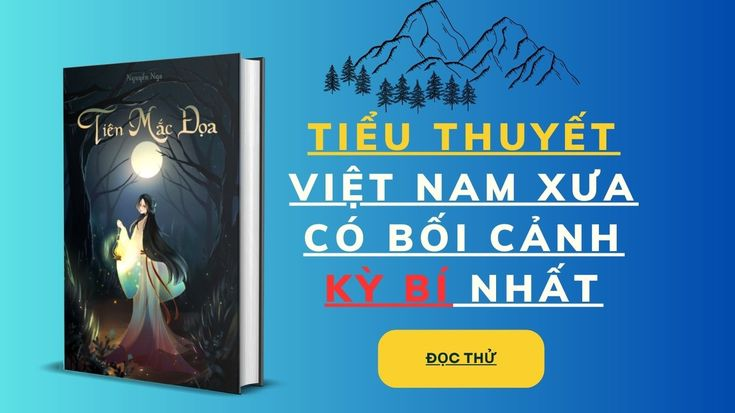 Nguyễn Nga
Tiên Mắc Đọa
TIỂU THUYẾT
VIỆT NAM XƯA
CÓ BỐI CẢNH
KỲ BÍ NHẤT
ĐỌC THỬ